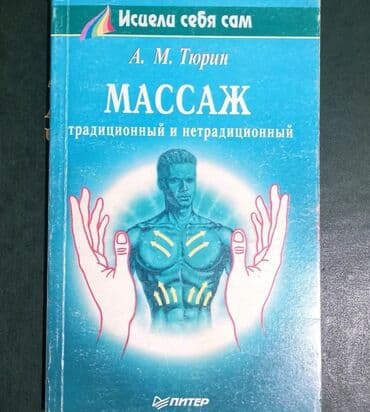 Исцели себя сам
А. М. Тюрин
МАССАЖ
традиционный и нетрадиционный
ПИТЕР